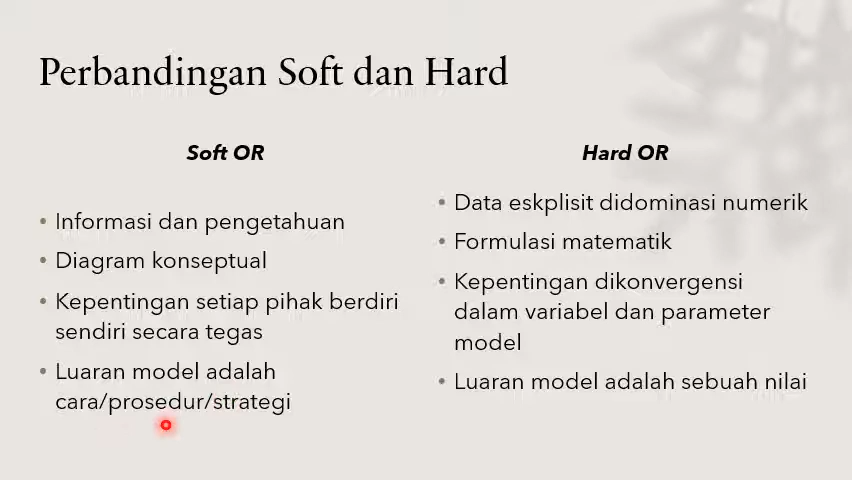 Perbandingan Soft dan Hard
Soft OR
• Informasi dan pengetahuan
• Diagram konseptual
• Kepentingan setiap pihak berdiri
sendiri secara tegas
• Luaran model adalah
cara/prosedur/strategi
Hard OR
• Data eskplisit didominasi numerik
• Formulasi matematik
• Kepentingan dikonvergensi
dalam variabel dan parameter
model
• Luaran model adalah sebuah nilai